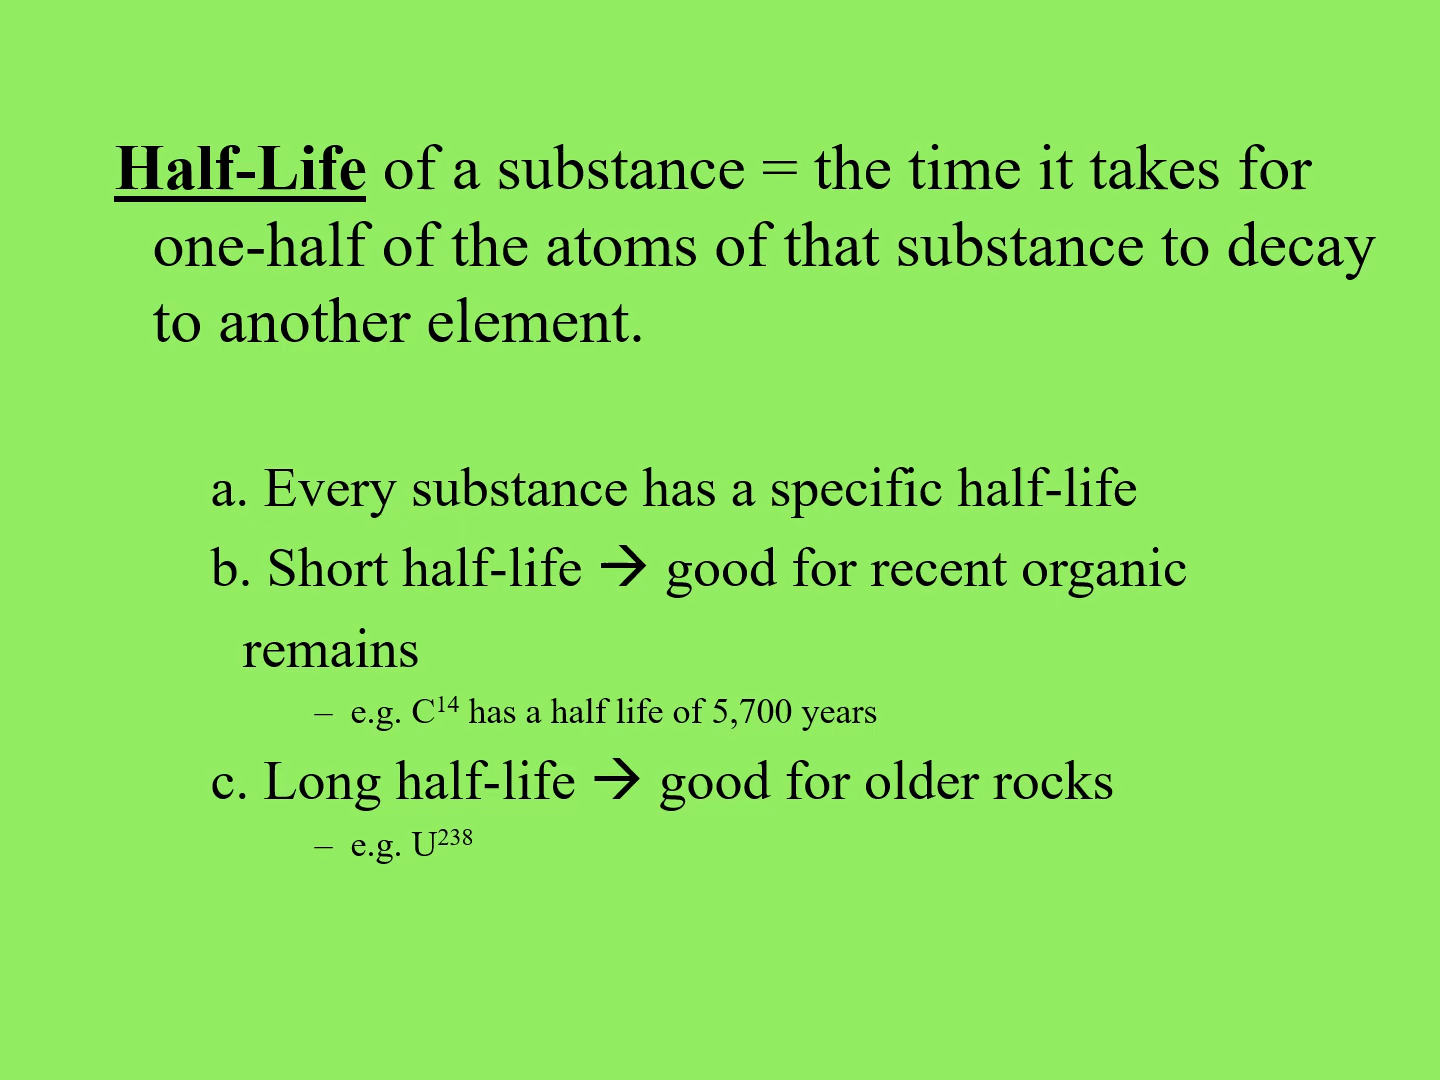 Half-Life of a substance = the time it takes for
one-half of the atoms of that substance to decay
to another element.
a. Every substance has a specific half-life
b. Short half-life → good for recent organic
remains
– e.g. C¹⁴ has a half life of 5,700 years
c. Long half-life → good for older rocks
– e.g. U²³⁸